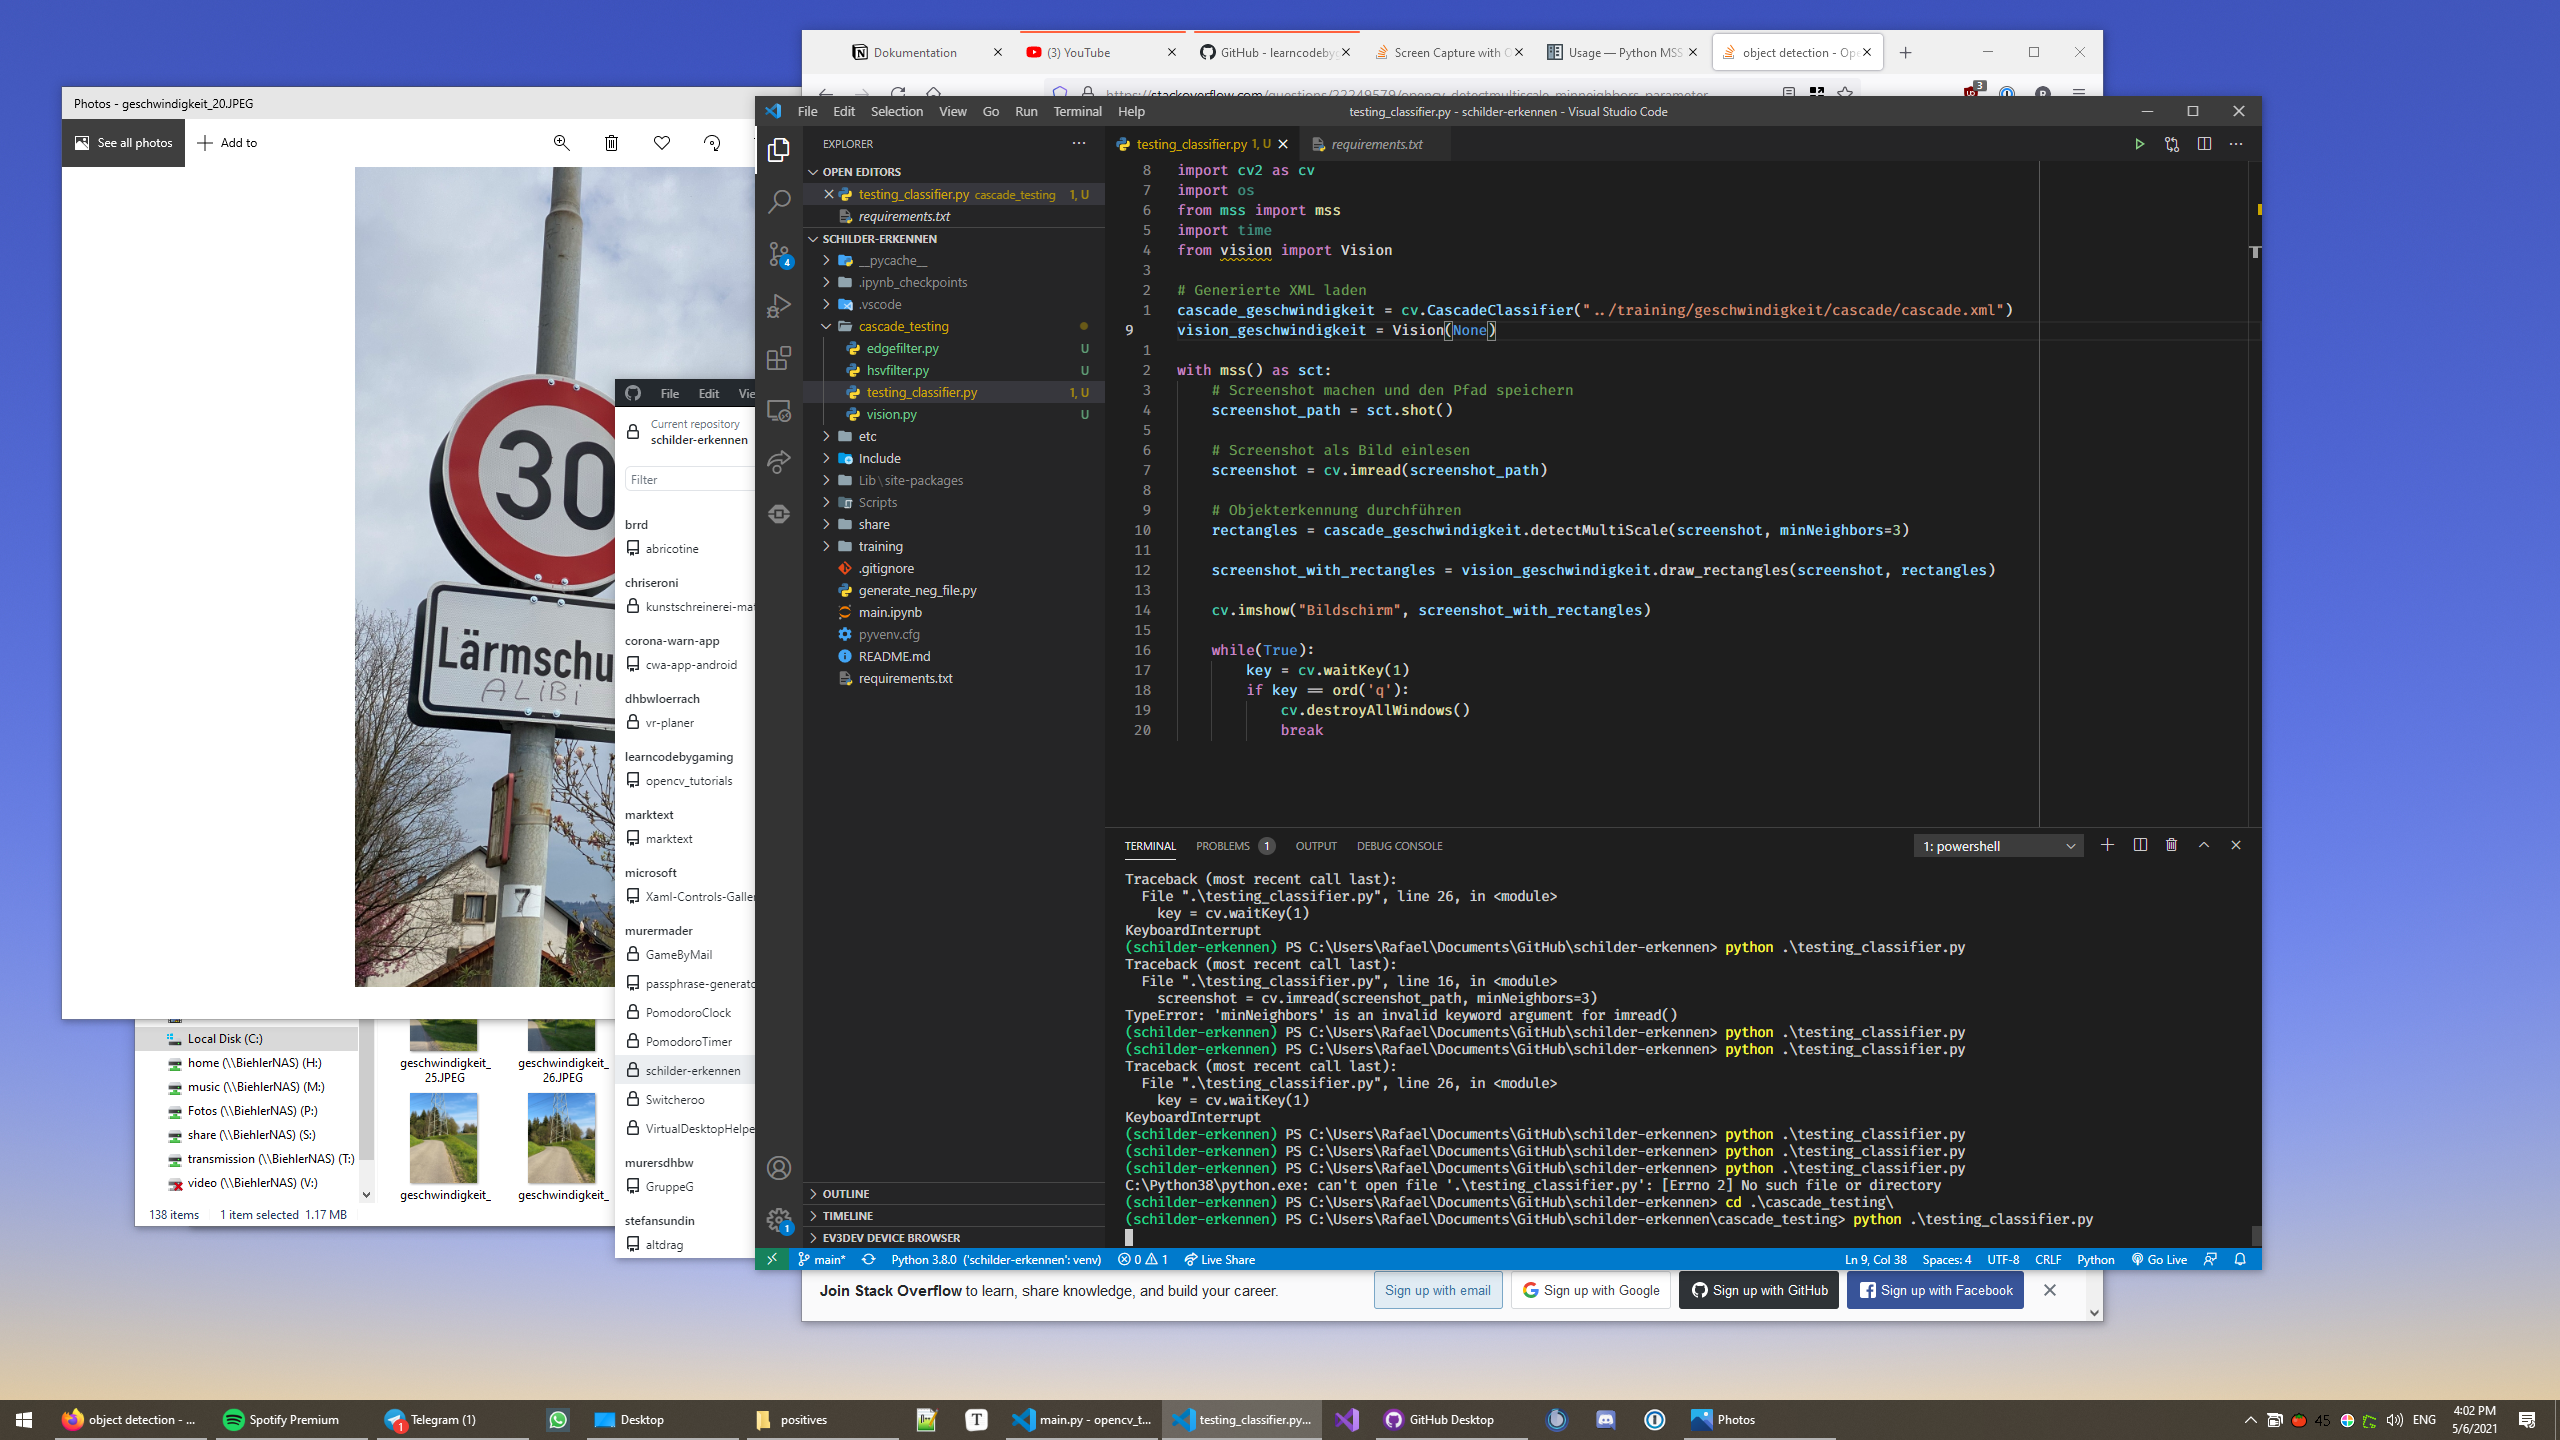 Dokumentation
(3) YouTube
GitHub - learncodebyg
Screen Capture with O
Usage — Python MSS
object detection - Ope
https://stackoverflow.com/questions/22249579/opencv-detectmultiscale-minneighbors-parameter
3
Photos - geschwindigkeit_20.JPEG
See all photos
Add to
30
Lärmschu
ALiBi
7
File Edit Vie
Current repository
schilder-erkennen
Filter
brrd
abricotine
chriseroni
kunstschreinerei-mat
corona-warn-app
cwa-app-android
dhbwloerrach
vr-planer
learncodebygaming
opencv_tutorials
marktext
marktext
microsoft
Xaml-Controls-Galler
murermader
GameByMail
passphrase-generato
PomodoroClock
PomodoroTimer
schilder-erkennen
Switcheroo
VirtualDesktopHelpe
mursersdhbw
GruppeG
stefansundin
altdrag
Local Disk (C:)
home (\\BiehlerNAS) (H:)
music (\\BiehlerNAS) (M:)
Fotos (\\BiehlerNAS) (P:)
share (\\BiehlerNAS) (S:)
transmission (\\BiehlerNAS) (T:)
video (\\BiehlerNAS) (V:)
138 items 1 item selected 1.17 MB
geschwindigkeit_25.JPEG
geschwindigkeit_26.JPEG
geschwindigkeit_
geschwindigkeit_
File Edit Selection View Go Run Terminal Help
testing_classifier.py - schilder-erkennen - Visual Studio Code
EXPLORER
OPEN EDITORS
testing_classifier.py cascade_testing 1, U
requirements.txt
SCHILDER-ERKENNEN
__pycache__
.ipynb_checkpoints
.vscode
cascade_testing
edgefilter.py U
hsvfilter.py U
testing_classifier.py 1, U
vision.py U
etc
Include
Lib\site-packages
Scripts
share
training
.gitignore
generate_neg_file.py
main.ipynb
pyvenv.cfg
README.md
requirements.txt
OUTLINE
TIMELINE
EV3DEV DEVICE BROWSER
4
1
testing_classifier.py 1, U
requirements.txt
8 import cv2 as cv
7 import os
6 from mss import mss
5 import time
4 from vision import Vision
3
2 # Generierte XML laden
1 cascade_geschwindigkeit = cv.CascadeClassifier("../training/geschwindigkeit/cascade/cascade.xml")
9 vision_geschwindigkeit = Vision(None)
1
2 with mss() as sct:
3 # Screenshot machen und den Pfad speichern
4 screenshot_path = sct.shot()
5
6 # Screenshot als Bild einlesen
7 screenshot = cv.imread(screenshot_path)
8
9 # Objekterkennung durchführen
10 rectangles = cascade_geschwindigkeit.detectMultiScale(screenshot, minNeighbors=3)
11
12 screenshot_with_rectangles = vision_geschwindigkeit.draw_rectangles(screenshot, rectangles)
13
14 cv.imshow("Bildschirm", screenshot_with_rectangles)
15
16 while(True):
17 key = cv.waitKey(1)
18 if key == ord('q'):
19 cv.destroyAllWindows()
20 break
TERMINAL PROBLEMS 1 OUTPUT DEBUG CONSOLE
1: powershell
Traceback (most recent call last):
File ".\testing_classifier.py", line 26, in <module>
key = cv.waitKey(1)
KeyboardInterrupt
(schilder-erkennen) PS C:\Users\Rafael\Documents\GitHub\schilder-erkennen> python .\testing_classifier.py
Traceback (most recent call last):
File ".\testing_classifier.py", line 16, in <module>
screenshot = cv.imread(screenshot_path, minNeighbors=3)
TypeError: 'minNeighbors' is an invalid keyword argument for imread()
(schilder-erkennen) PS C:\Users\Rafael\Documents\GitHub\schilder-erkennen> python .\testing_classifier.py
(schilder-erkennen) PS C:\Users\Rafael\Documents\GitHub\schilder-erkennen> python .\testing_classifier.py
Traceback (most recent call last):
File ".\testing_classifier.py", line 26, in <module>
key = cv.waitKey(1)
KeyboardInterrupt
(schilder-erkennen) PS C:\Users\Rafael\Documents\GitHub\schilder-erkennen> python .\testing_classifier.py
(schilder-erkennen) PS C:\Users\Rafael\Documents\GitHub\schilder-erkennen> python .\testing_classifier.py
(schilder-erkennen) PS C:\Users\Rafael\Documents\GitHub\schilder-erkennen> python .\testing_classifier.py
C:\Python38\python.exe: can't open file '.\testing_classifier.py': [Errno 2] No such file or directory
(schilder-erkennen) PS C:\Users\Rafael\Documents\GitHub\schilder-erkennen> cd .\cascade_testing\
(schilder-erkennen) PS C:\Users\Rafael\Documents\GitHub\schilder-erkennen\cascade_testing> python .\testing_classifier.py
main* Python 3.8.0 ('schilder-erkennen': venv) 0 1 Live Share
Ln 9, Col 38 Spaces: 4 UTF-8 CRLF Python Go Live
Join Stack Overflow to learn, share knowledge, and build your career.
Sign up with email
Sign up with Google
Sign up with GitHub
Sign up with Facebook
object detection - ...
Spotify Premium
Telegram (1)
1
Desktop
positives
T
main.py - opencv_t...
testing_classifier.py...
GitHub Desktop
Photos
45
ENG
4:02 PM
5/6/2021